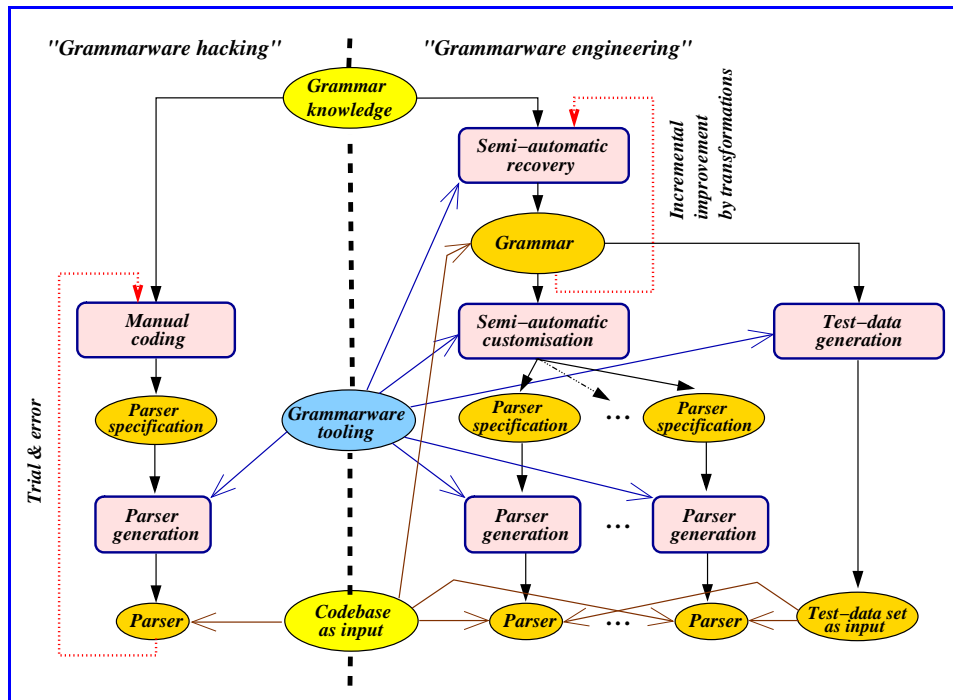 "Grammarware hacking"
"Grammarware engineering"
Grammar
knowledge
Semi−automatic
recovery
Incremental
improvement
by transformations
Grammar
Manual
coding
Semi−automatic
customisation
Test−data
generation
Parser
specification
Grammarware
tooling
Parser
specification
...
Parser
specification
Trial & error
Parser
generation
Parser
generation
...
Parser
generation
Parser
Codebase
as input
Parser
...
Parser
Test−data set
as input